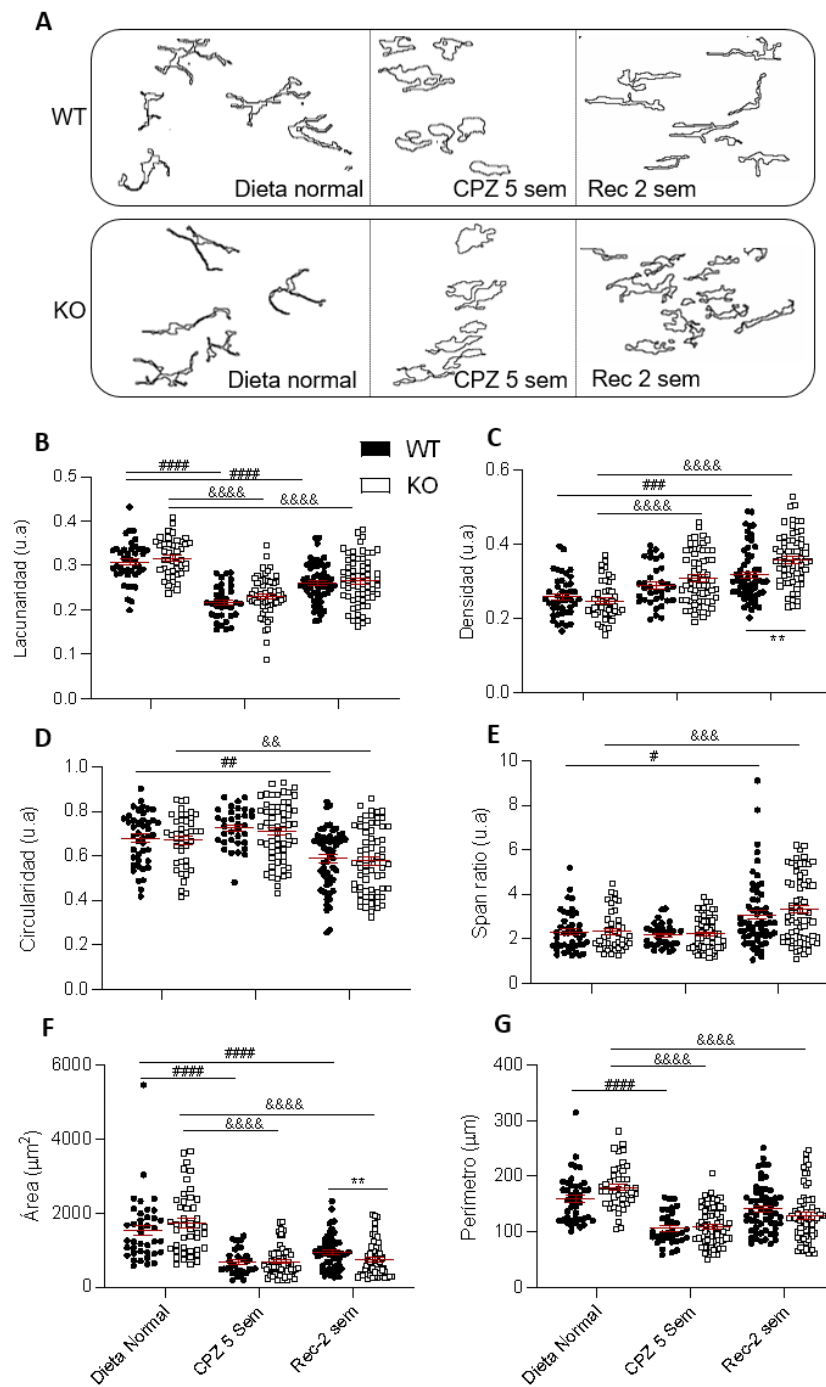 A
WT
Dieta normal
CPZ 5 sem
Rec 2 sem
KO
Dieta normal
CPZ 5 sem
Rec 2 sem
WT
KO
B
Lacunaridad (u.a)
0.5
0.4
0.3
0.2
0.1
0.0
####
####
&&&&
&&&&
C
Densidad (u.a)
0.6
0.4
0.2
0.0
&&&&
###
&&&&
**
D
Circularidad (u.a)
1.0
0.8
0.6
0.4
0.2
0.0
&&
##
E
Span ratio (u.a)
10
8
6
4
2
0
&&&
#
F
Área (µm²)
6000
4000
2000
0
####
####
&&&&
&&&&
**
Dieta Normal
CPZ 5 Sem
Rec-2 sem
G
Perímetro (µm)
400
300
200
100
0
&&&&
&&&&
####
Dieta Normal
CPZ 5 Sem
Rec-2 sem